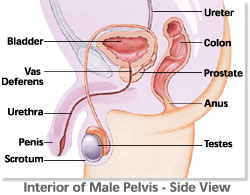 Ureter
Bladder
Colon
Vas
Deferens
Prostate
Urethra
Anus
Penis
Testes
Scrotum
Interior of Male Pelvis - Side View